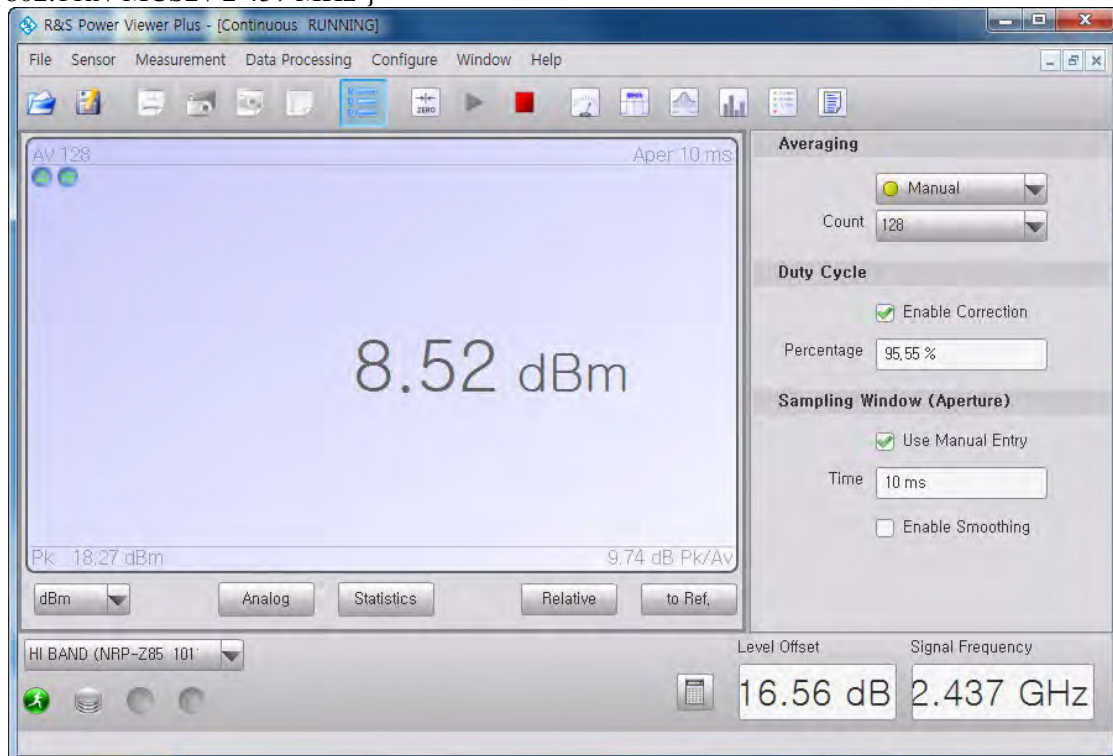 R&S Power Viewer Plus - [Continuous RUNNING]
File Sensor Measurement Data Processing Configure Window Help
ZERO
Averaging
AV 128 Aper 10 ms
Manual
Count 128
Duty Cycle
Enable Correction
Percentage 95,55 %
8.52 dBm
Sampling Window (Aperture)
Use Manual Entry
Time 10 ms
Enable Smoothing
Pk 18,27 dBm 9.74 dB Pk/Av
dBm Analog Statistics Relative to Ref,
HI BAND (NRP-Z85 101
Level Offset Signal Frequency
16.56 dB 2.437 GHz